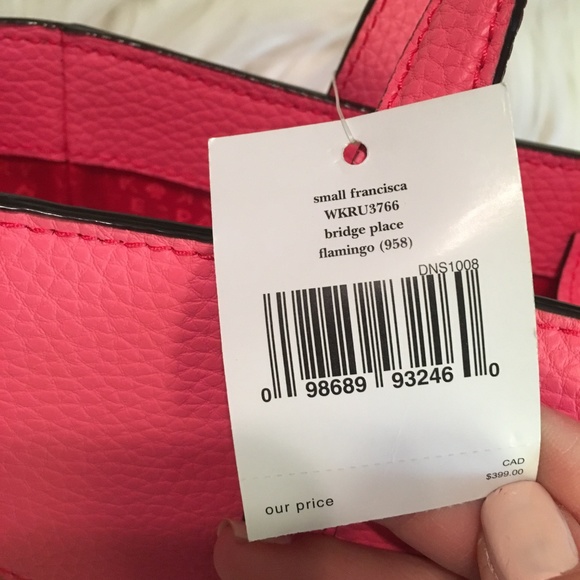 small francisca
WKRU3766
bridge place
flamingo (958)
DNS1008
0 98689 93246 0
CAD
$399.00
our price